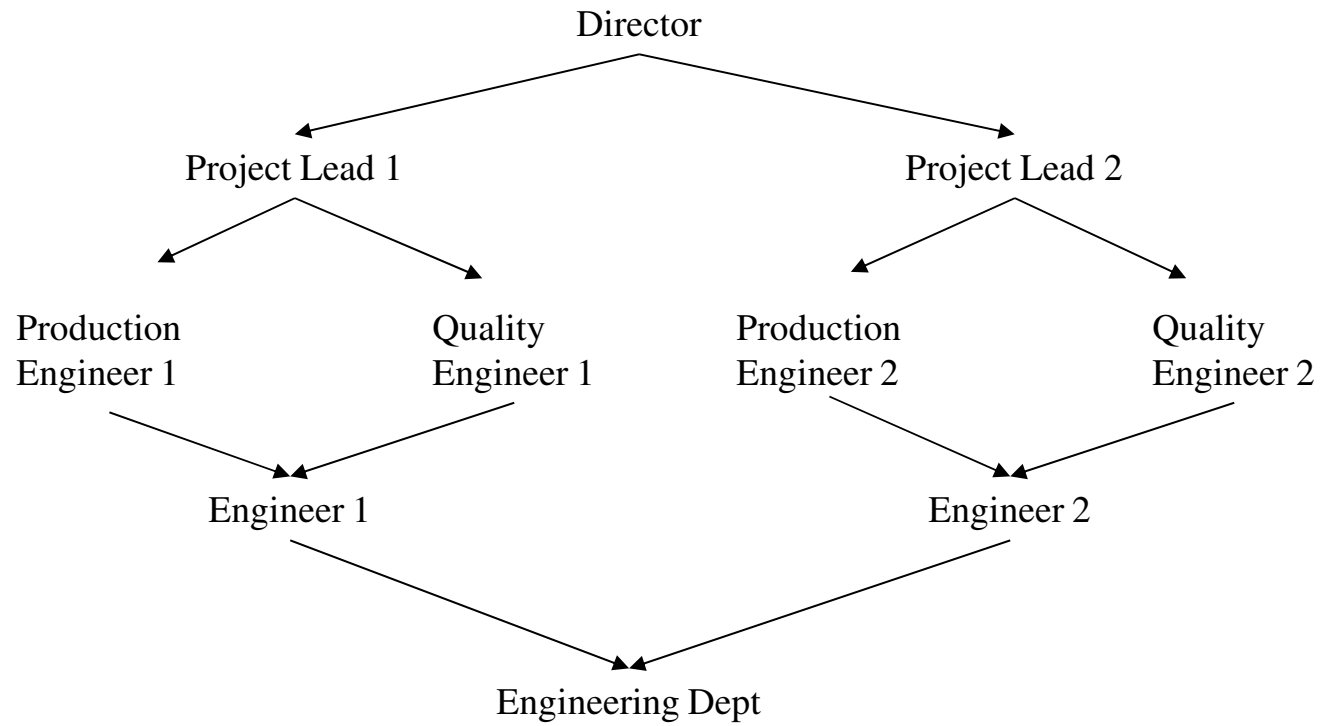 Director
Project Lead 1
Project Lead 2
Production
Engineer 1
Quality
Engineer 1
Production
Engineer 2
Quality
Engineer 2
Engineer 1
Engineer 2
Engineering Dept